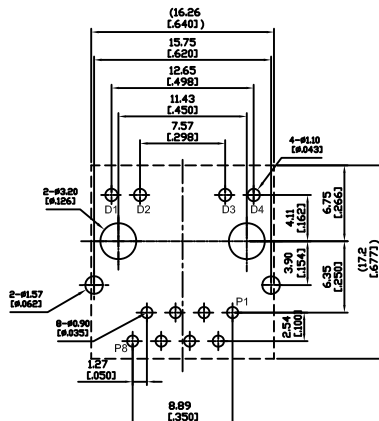 (16.26
[.640])
15.75
[.620]
12.65
[.498]
11.43
[.450]
7.57
[.298]
4-ø1.10
[ø.043]
2-ø3.20
[ø.126]
D1
D2
D3
D4
4.11
[.162]
6.75
[.266]
(17.2
[.677])
3.90
[.154]
6.35
[.250]
2-ø1.57
[ø.062]
8-ø0.90
[ø.035]
P1
P8
2.54
[.100]
1.27
[.050]
8.89
[.350]